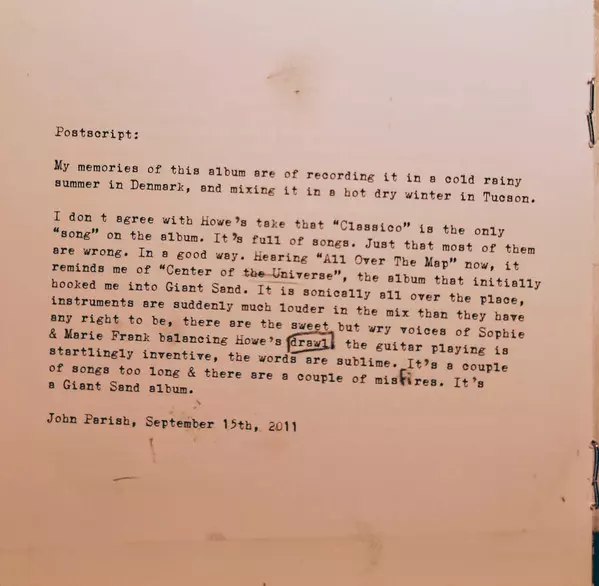 Postscript:
My memories of this album are of recording it in a cold rainy
summer in Denmark, and mixing it in a hot dry winter in Tucson.
I don t agree with Howe's take that "Classico" is the only
"song" on the album. It's full of songs. Just that most of them
are wrong. In a good way. Hearing "All Over The Map" now, it
reminds me of "Center of the Universe", the album that initially
hooked me into Giant Sand. It is sonically all over the place,
instruments are suddenly much louder in the mix than they have
any right to be, there are the sweet but wry voices of Sophie
& Marie Frank balancing Howe's drawl the guitar playing is
startlingly inventive, the words are sublime. It's a couple
of songs too long & there are a couple of misfires. It's
a Giant Sand album.
John Parish, September 15th, 2011